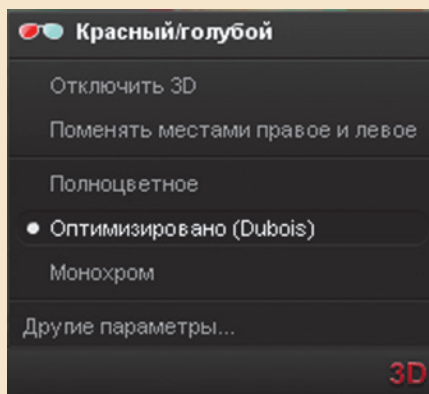 Красный/голубой
Отключить 3D
Поменять местами правое и левое
Полноцветное
Оптимизировано (Dubois)
Монохром
Другие параметры...
3D